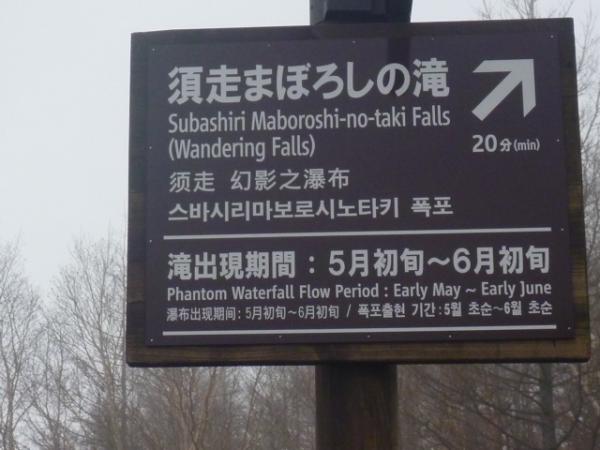 須走まぼろしの滝
Subashiri Maboroshi-no-taki Falls
(Wandering Falls)
20分(min)
须走 幻影之瀑布
스바시리마보로시노타키 폭포
滝出現期間：5月初旬～6月初旬
Phantom Waterfall Flow Period : Early May ~ Early June
瀑布出现期间: 5月初旬～6月初旬 / 폭포출현 기간: 5월 초순～6월 초순